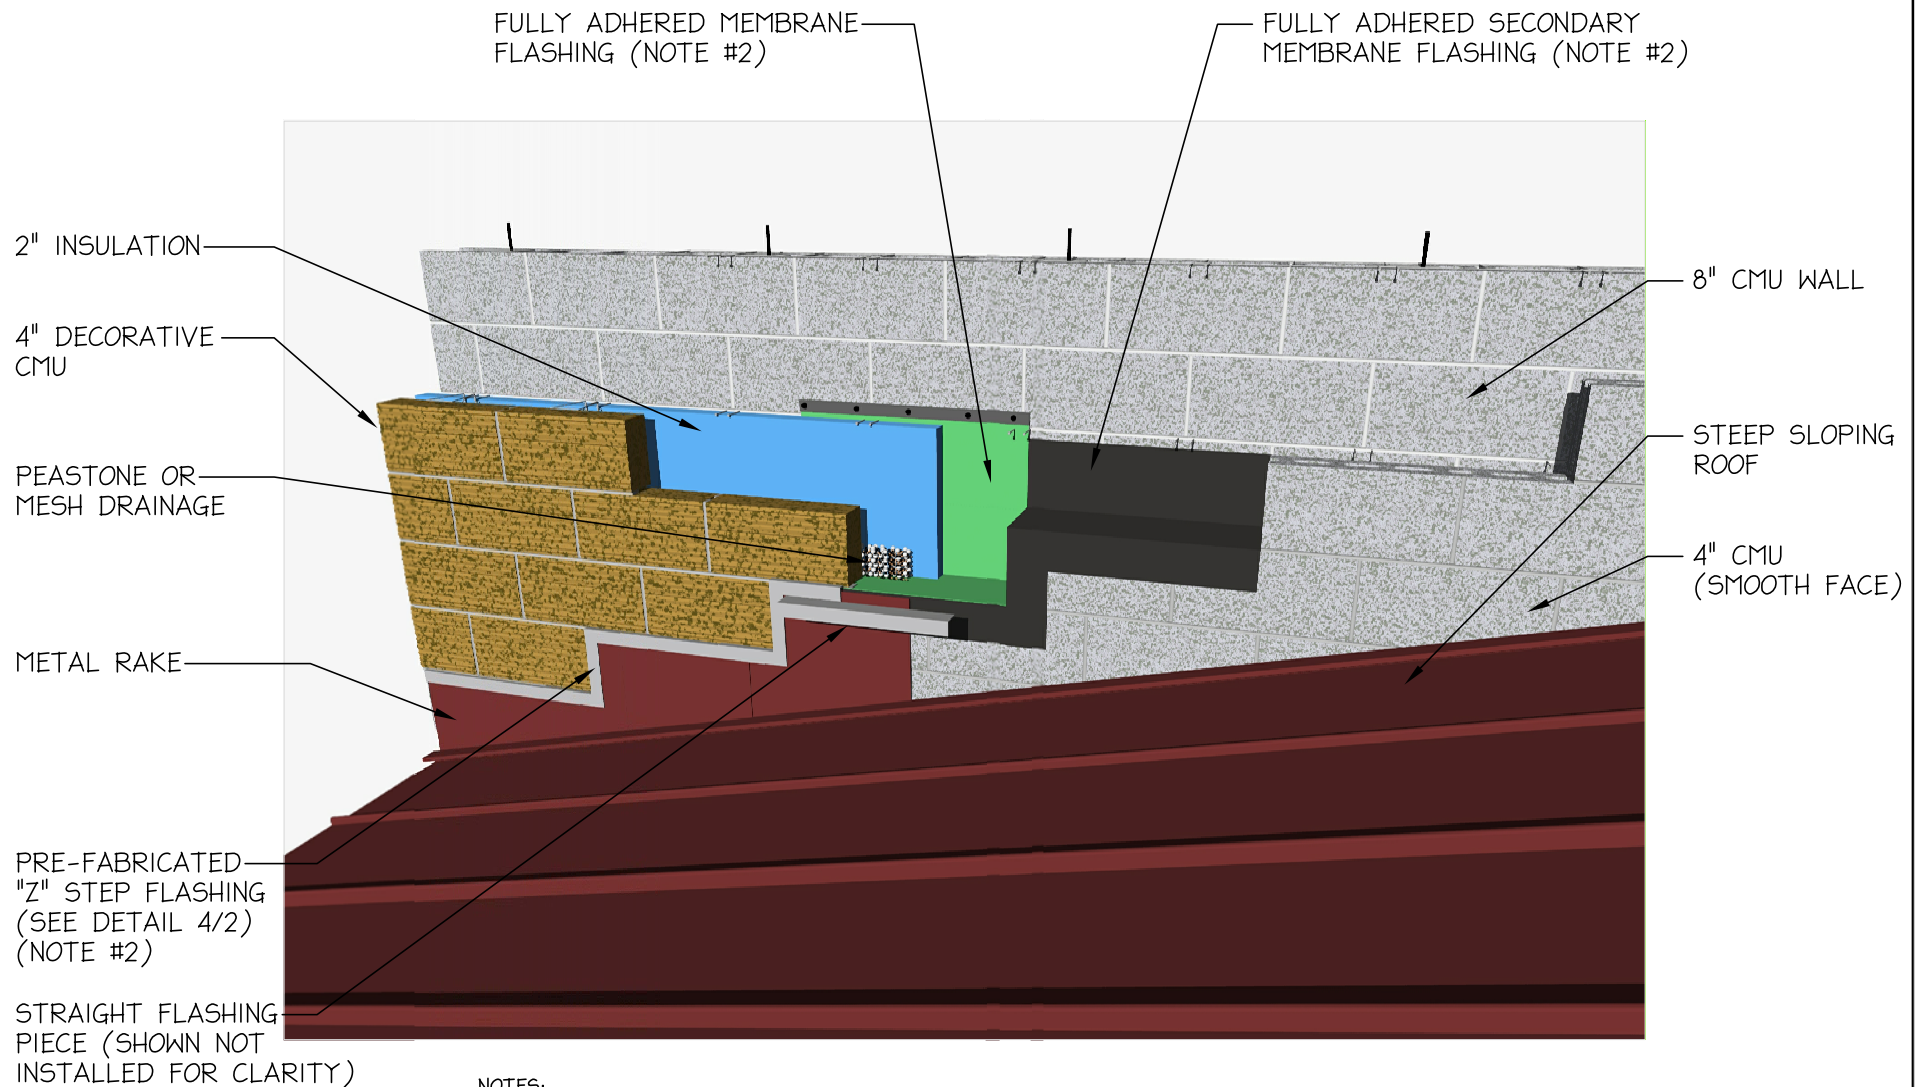 FULLY ADHERED MEMBRANE
FLASHING (NOTE #2)
FULLY ADHERED SECONDARY
MEMBRANE FLASHING (NOTE #2)
2" INSULATION
4" DECORATIVE
CMU
PEASTONE OR
MESH DRAINAGE
METAL RAKE
PRE-FABRICATED
"Z" STEP FLASHING
(SEE DETAIL 4/2)
(NOTE #2)
STRAIGHT FLASHING
PIECE (SHOWN NOT
INSTALLED FOR CLARITY)
8" CMU WALL
STEEP SLOPING
ROOF
4" CMU
(SMOOTH FACE)
NOTES: